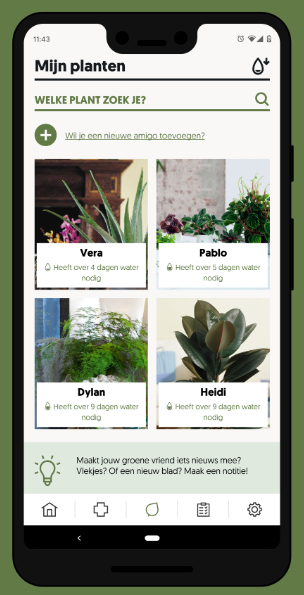 11:43
Mijn planten
WELKE PLANT ZOEK JE?
Wil je een nieuwe amigo toevoegen?
Vera
Heeft over 4 dagen water
nodig
Pablo
Heeft over 5 dagen water
nodig
Dylan
Heeft over 9 dagen water
nodig
Heidi
Heeft over 9 dagen water
nodig
Maakt jouw groene vriend iets nieuws mee?
Vlekjes? Of een nieuw blad? Maak een notitie!